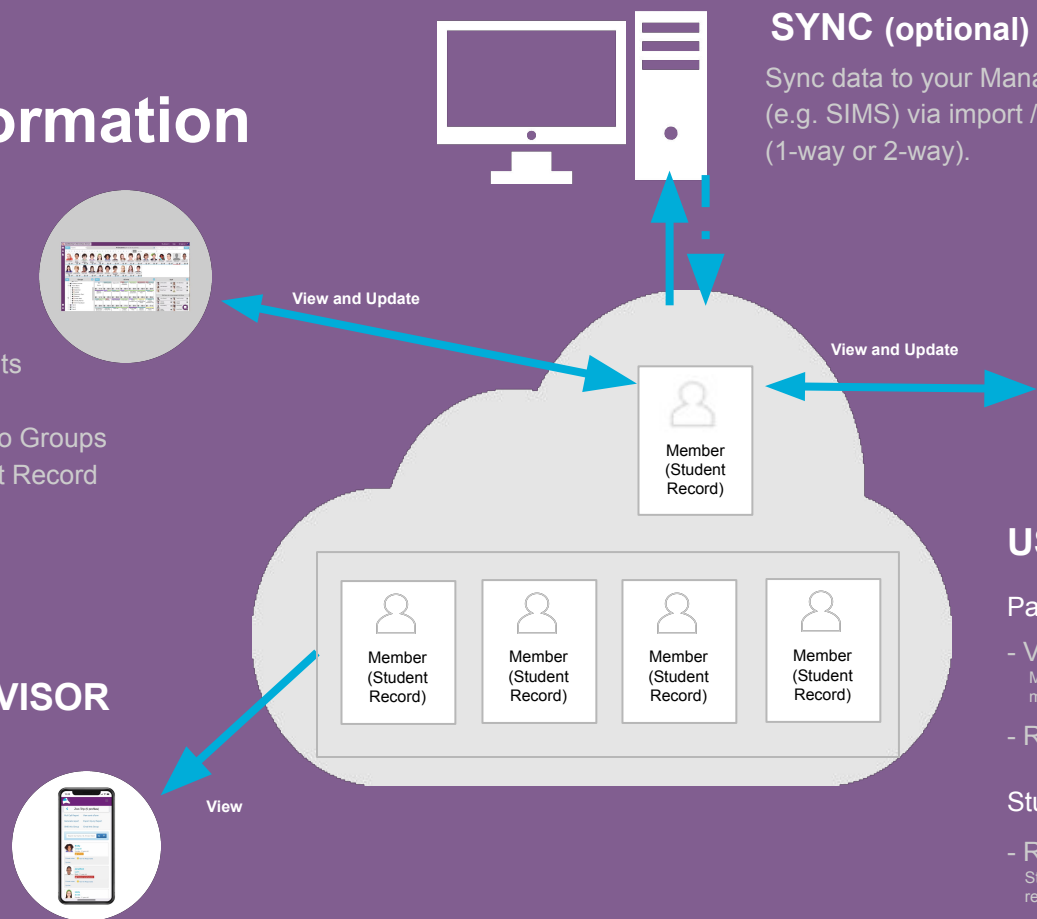 SYNC (optional)
Sync data to your Mana
(e.g. SIMS) via import /
(1-way or 2-way).
ormation
View and Update
View and Update
ts
o Groups
t Record
Member
(Student
Record)
Member
(Student
Record)
Member
(Student
Record)
Member
(Student
Record)
Member
(Student
Record)
VISOR
View
US
Pa
- V
M
m
- R
Stu
- R
S
re